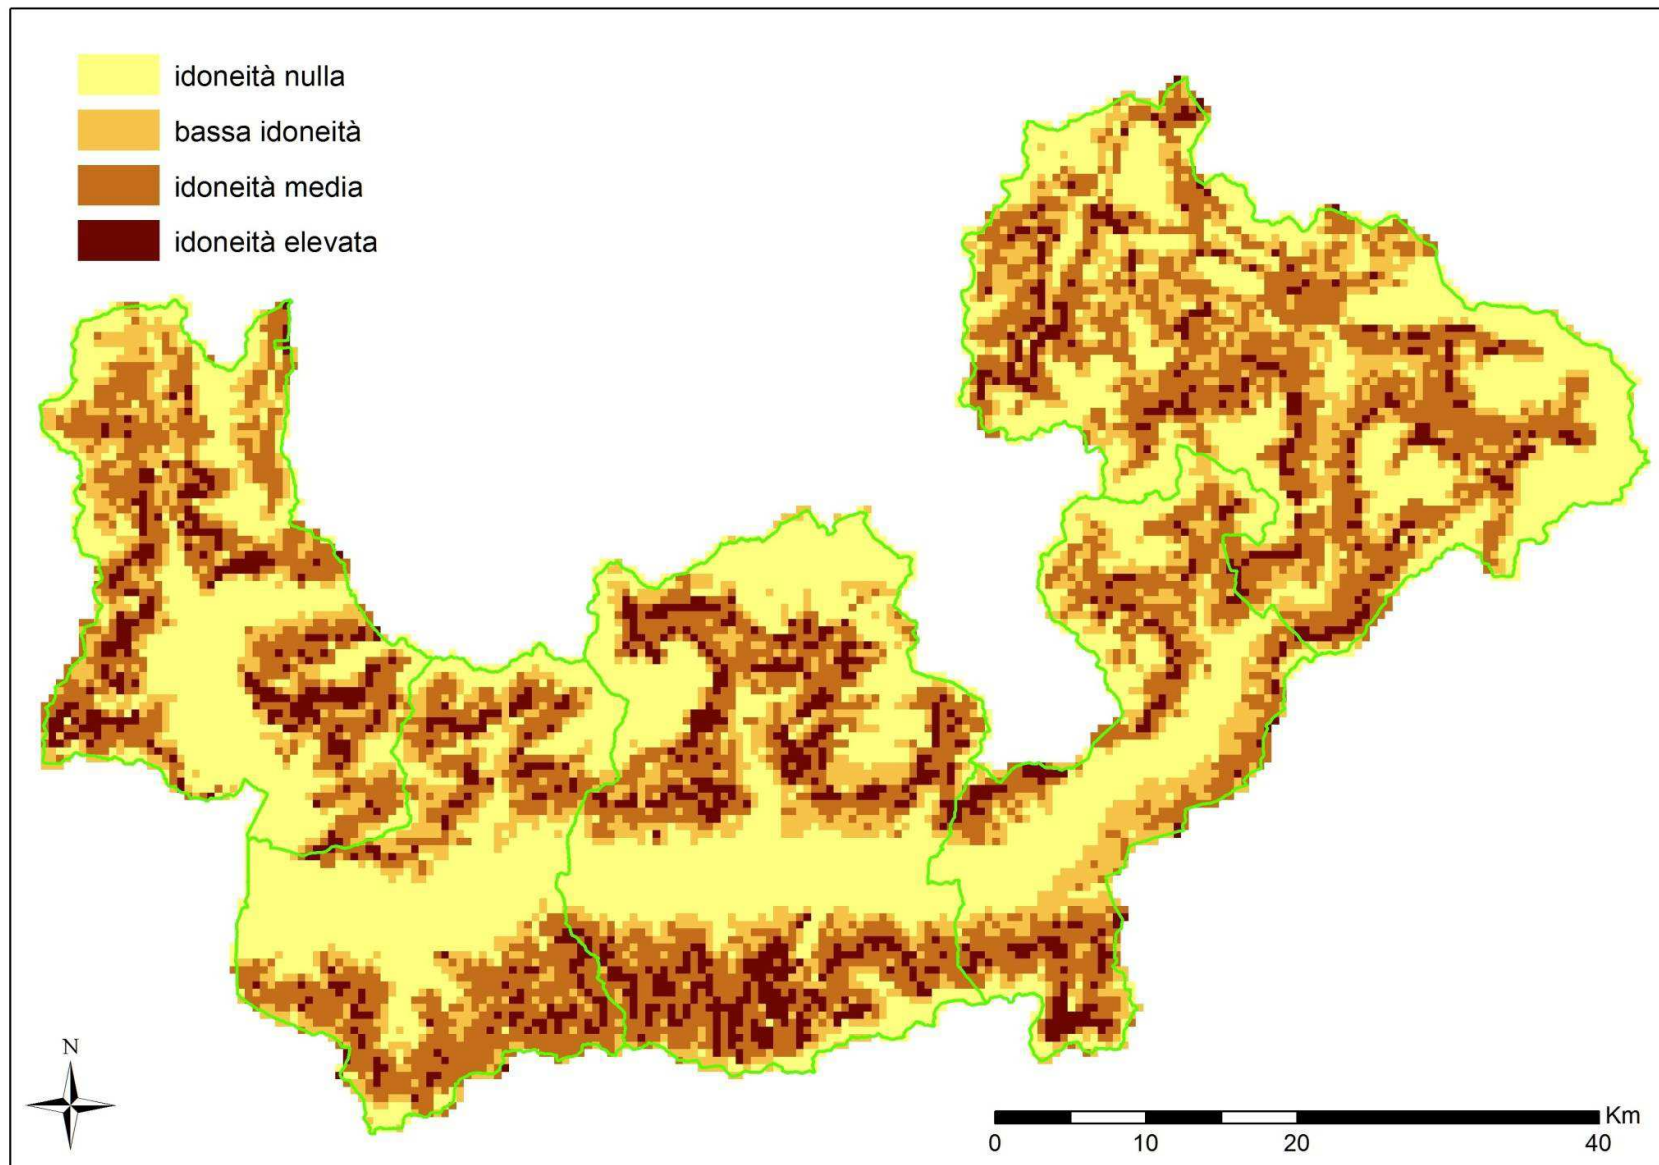 idoneità nulla
bassa idoneità
idoneità media
idoneità elevata
N
Km
0 10 20 40